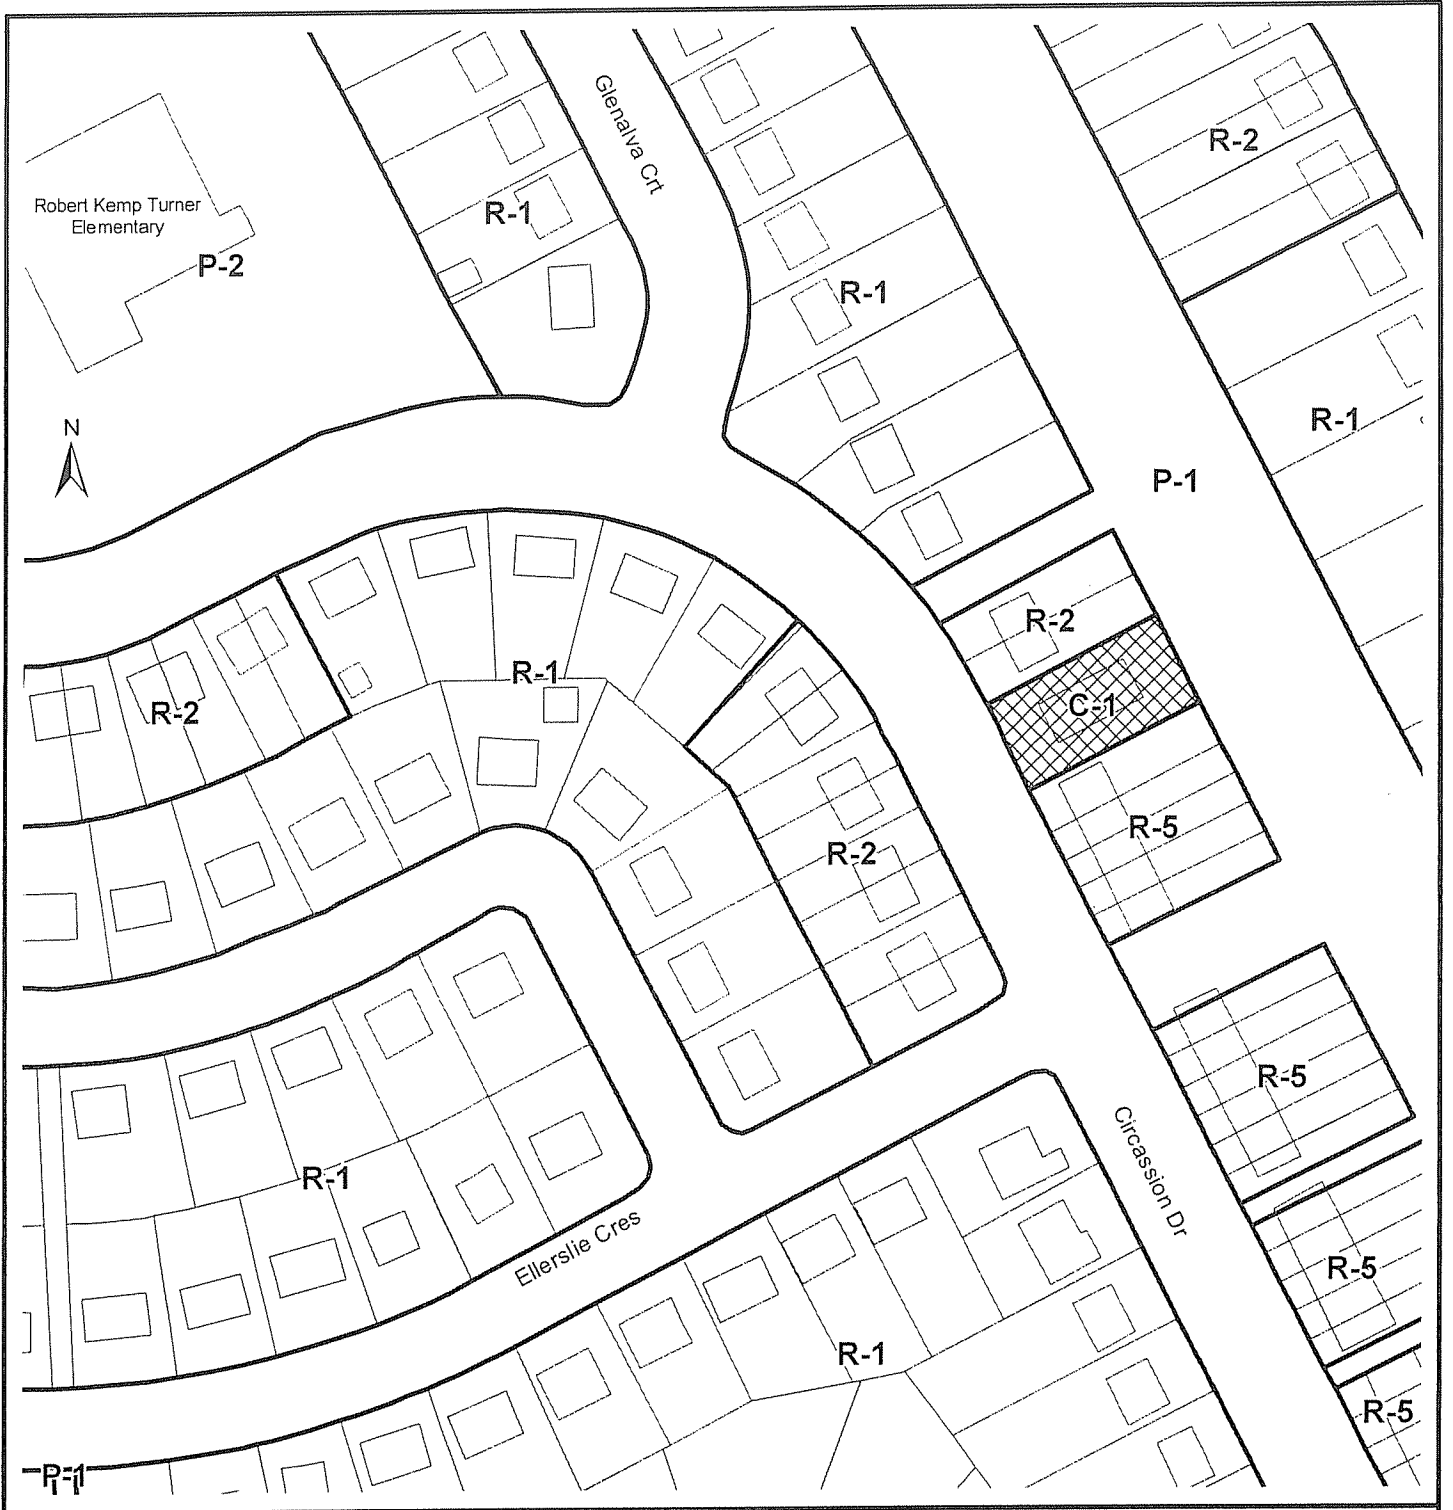 Glenalva Crt
R-2
Robert Kemp Turner
Elementary
R-1
P-2
R-1
R-1
N
P-1
R-2
R-1
R-2
C-1
R-5
R-2
R-5
Circassion Dr
R-1
Ellerslie Cres
R-5
R-1
R-5
P-1